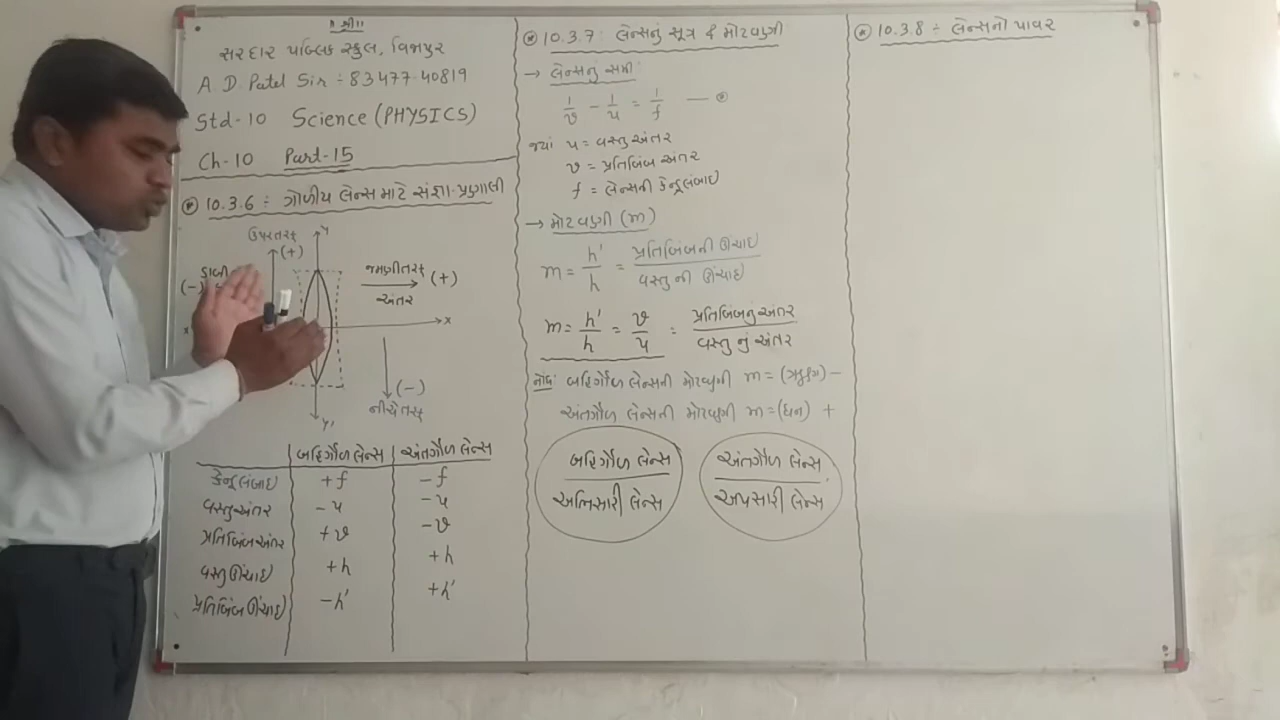 ॥ શ્રી ॥
સરદાર પબ્લિક સ્કુલ, વિજાપુર
A.D. Patel Sir ÷ 83477-40819
Std-10 Science (PHYSICS)
Ch-10 Part-15
⊛ 10.3.6 ÷ ગોળીય લેન્સ માટે સંજ્ઞા-પ્રણાલી
ઉપરતરફ
(+)
Y
ડાબી
(-)
જમણીતરફ
(+)
અંતર
X
(-)
નીચેતરફ
Y'
બહિર્ગોળ લેન્સ અંતર્ગોળ લેન્સ
કેન્દ્રલંબાઇ +f -f
વસ્તુઅંતર -u -u
પ્રતિબિંબઅંતર +v -v
વસ્તુઊંચાઇ +h +h
પ્રતિબિંબઊંચાઇ -h' +h'
⊛ 10.3.7: લેન્સનું સૂત્ર & મોટવણી
→ લેન્સનું સમી:
1/v - 1/u = 1/f — ⊛
જ્યાં u = વસ્તુઅંતર
v = પ્રતિબિંબ અંતર
f = લેન્સની કેન્દ્રલંબાઇ
→ મોટવણી (m)
m = h'/h = પ્રતિબિંબની ઊંચાઇ/વસ્તુ ની ઊંચાઇ
m = h'/h = v/u = પ્રતિબિંબનું અંતર/વસ્તુ નું અંતર
નોંધ: બહિર્ગોળ લેન્સની મોટવણી m = (ઋણ) -
અંતર્ગોળ લેન્સની મોટવણી m = (ધન) +
બહિર્ગોળ લેન્સ
અભિસારી લેન્સ
અંતર્ગોળ લેન્સ
અપસારી લેન્સ
⊛ 10.3.8 ÷ લેન્સનો પાવર